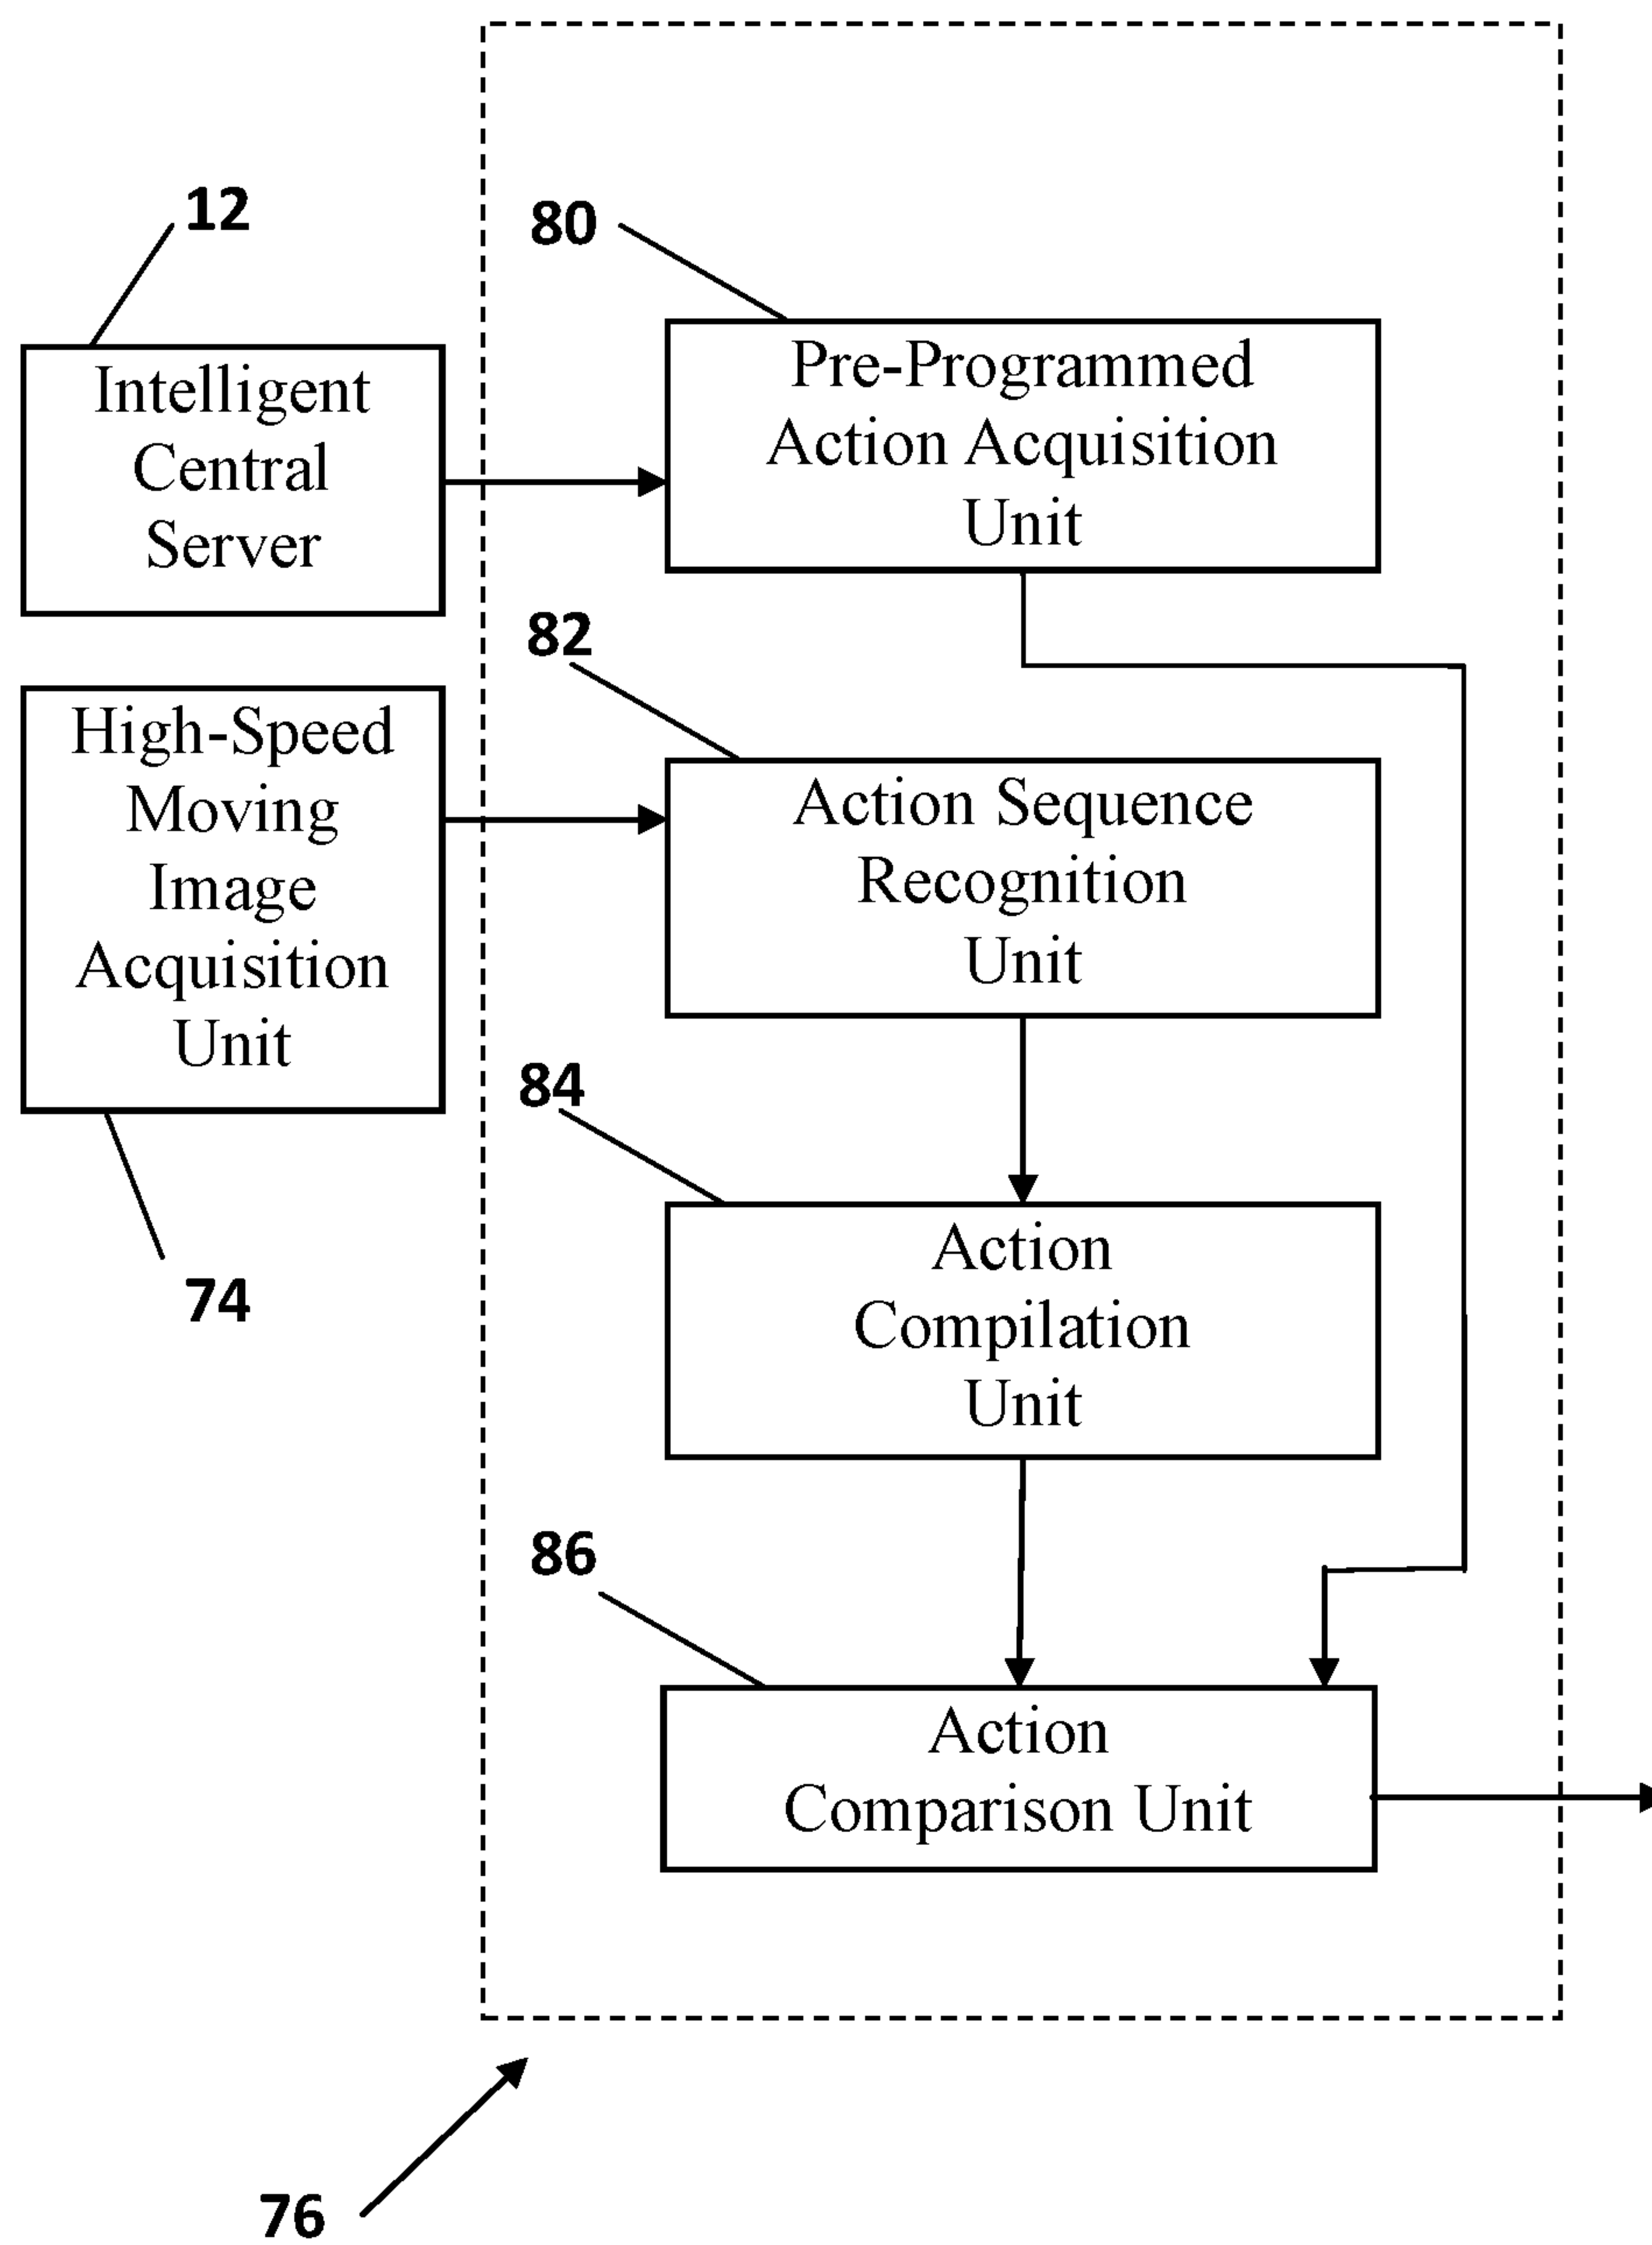 12
Intelligent
Central
Server
80
Pre-Programmed
Action Acquisition
Unit
High-Speed
Moving
Image
Acquisition
Unit
74
82
Action Sequence
Recognition
Unit
84
Action
Compilation
Unit
86
Action
Comparison Unit
76